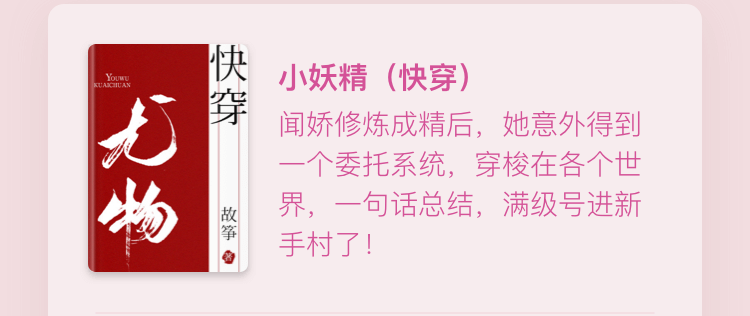 快穿
YOUWU
KUAICHUAN
尤物
故筝
著
小妖精（快穿）
闻娇修炼成精后，她意外得到
一个委托系统，穿梭在各个世
界，一句话总结，满级号进新
手村了！